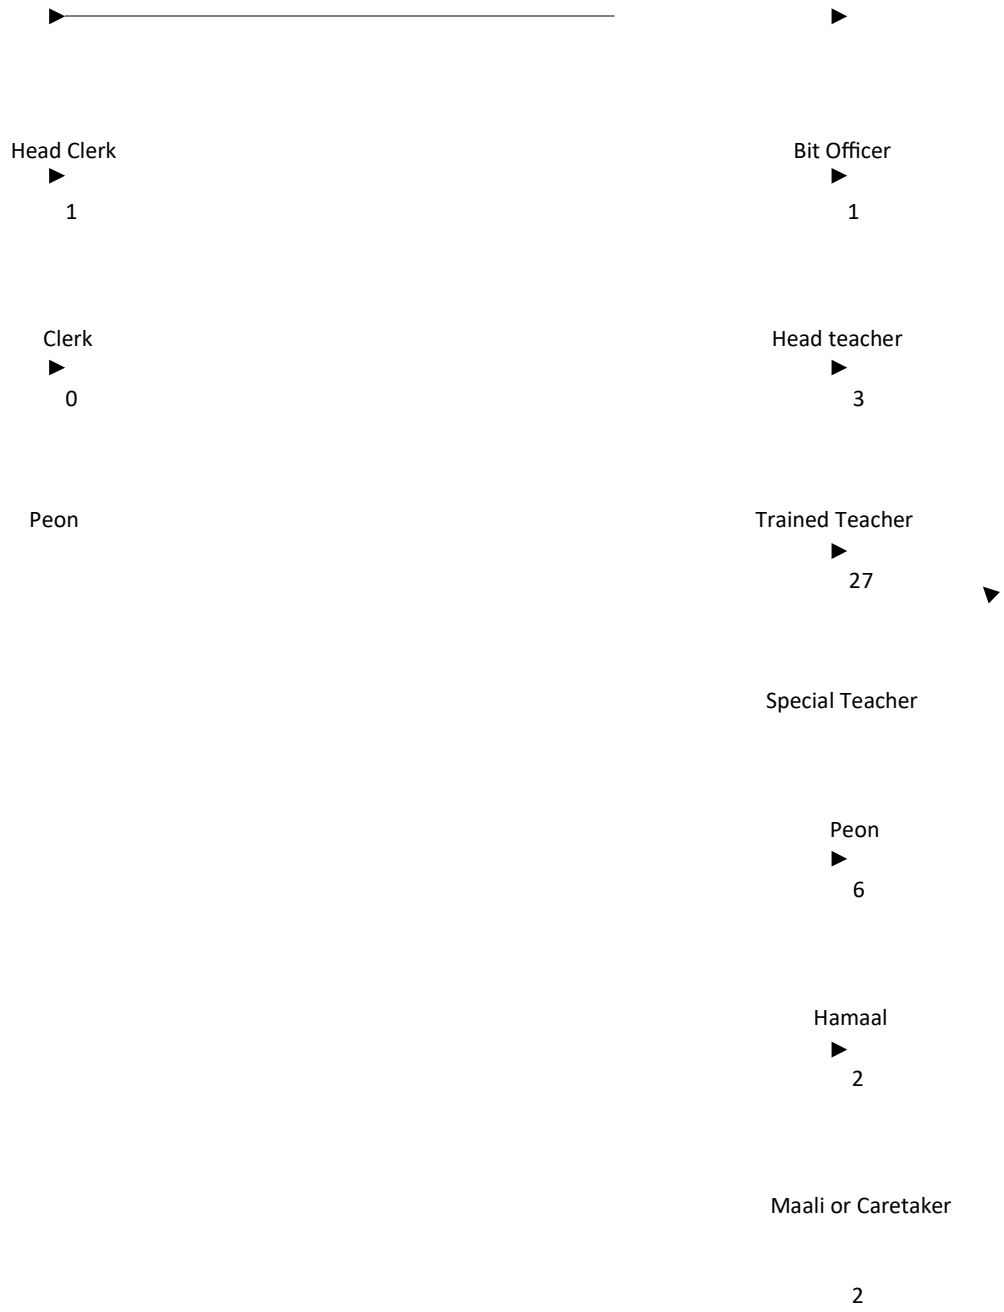 Head Clerk
1
Clerk
0
Peon
Bit Officer
1
Head teacher
3
Trained Teacher
27
Special Teacher
Peon
6
Hamaal
2
Maali or Caretaker
2